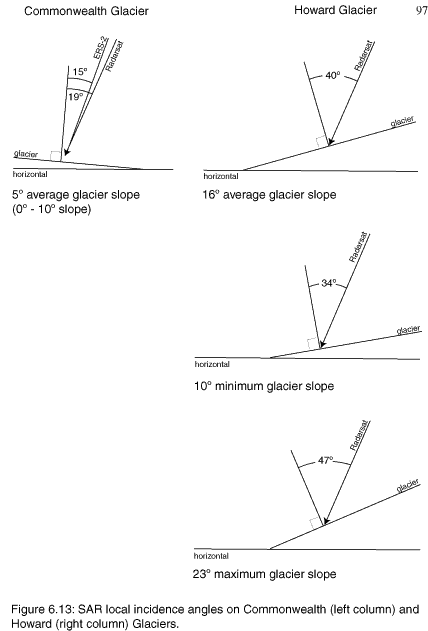 Commonwealth Glacier
Howard Glacier
97
ERS-2
Radarsat
15°
19°
glacier
horizontal
5° average glacier slope
(0° - 10° slope)
Radarsat
40°
glacier
horizontal
16° average glacier slope
Radarsat
34°
glacier
horizontal
10° minimum glacier slope
Radarsat
47°
glacier
horizontal
23° maximum glacier slope
Figure 6.13: SAR local incidence angles on Commonwealth (left column) and
Howard (right column) Glaciers.